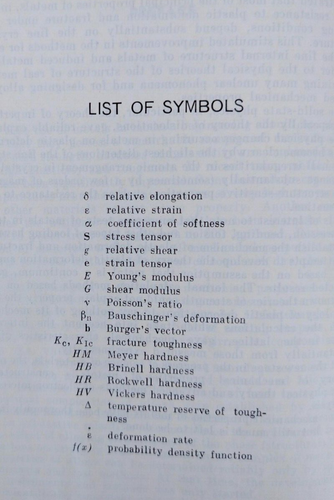 LIST OF SYMBOLS
δ relative elongation
ε relative strain
α coefficient of softness
S stress tensor
g relative shear
e strain tensor
E Young's modulus
G shear modulus
ν Poisson's ratio
βn Bauschinger's deformation
b Burger's vector
Kc, K1c fracture toughness
HM Meyer hardness
HB Brinell hardness
HR Rockwell hardness
HV Vickers hardness
Δ temperature reserve of tough-
ness
ε̇ deformation rate
f(x) probability density function